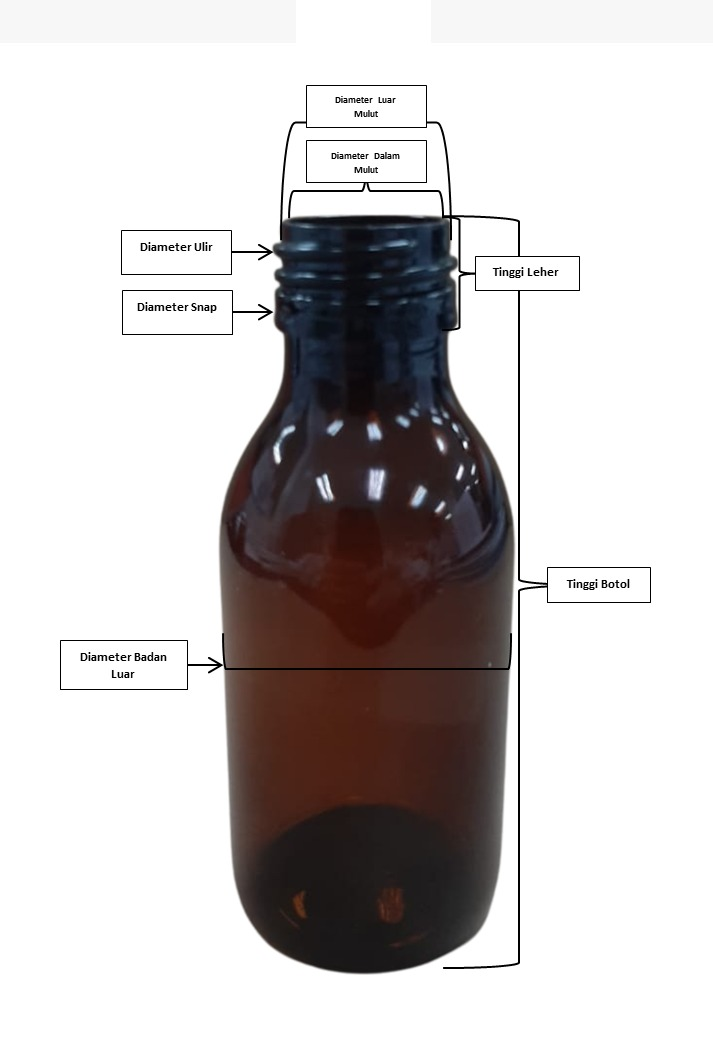 Diameter Luar
Mulut
Diameter Dalam
Mulut
Diameter Ulir
Tinggi Leher
Diameter Snap
Tinggi Botol
Diameter Badan
Luar